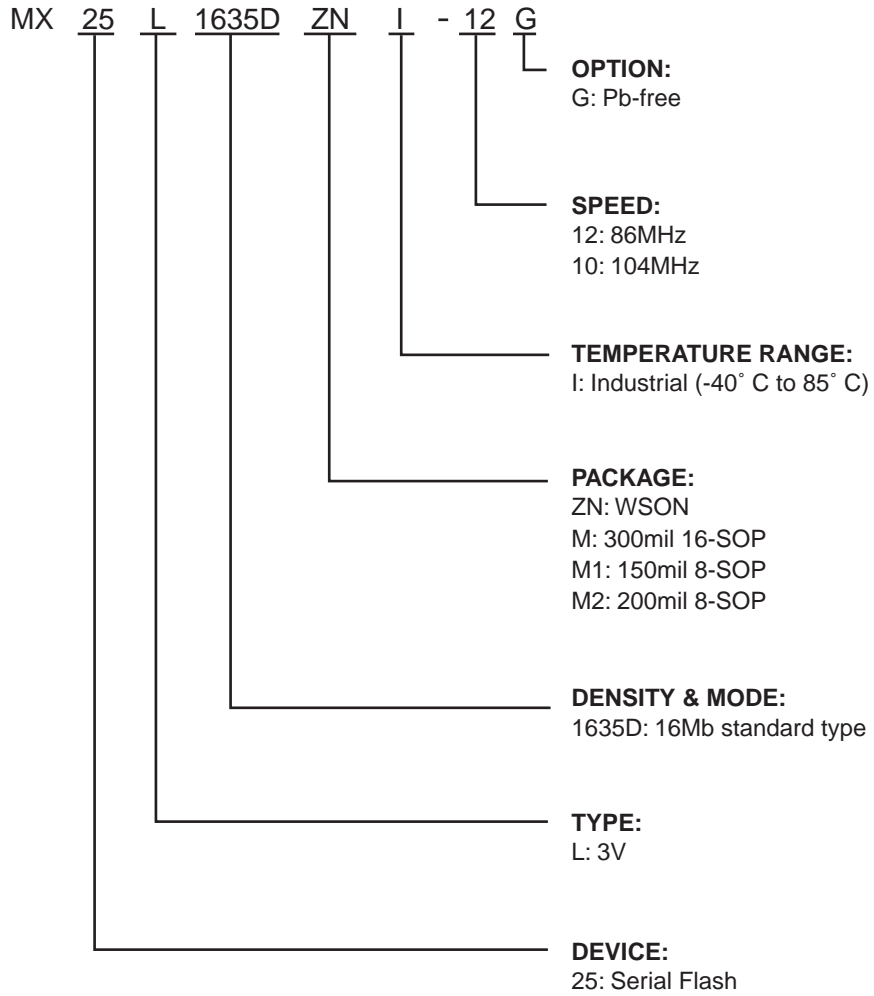 MX 25 L 1635D ZN I - 12 G
OPTION:
G: Pb-free
SPEED:
12: 86MHz
10: 104MHz
TEMPERATURE RANGE:
I: Industrial (-40˚ C to 85˚ C)
PACKAGE:
ZN: WSON
M: 300mil 16-SOP
M1: 150mil 8-SOP
M2: 200mil 8-SOP
DENSITY & MODE:
1635D: 16Mb standard type
TYPE:
L: 3V
DEVICE:
25: Serial Flash